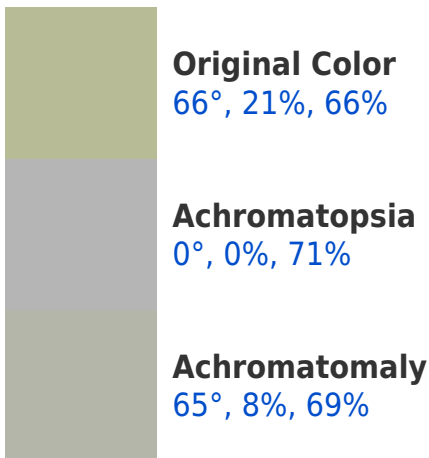 Original Color
66°, 21%, 66%
Achromatopsia
0°, 0%, 71%
Achromatomaly
65°, 8%, 69%